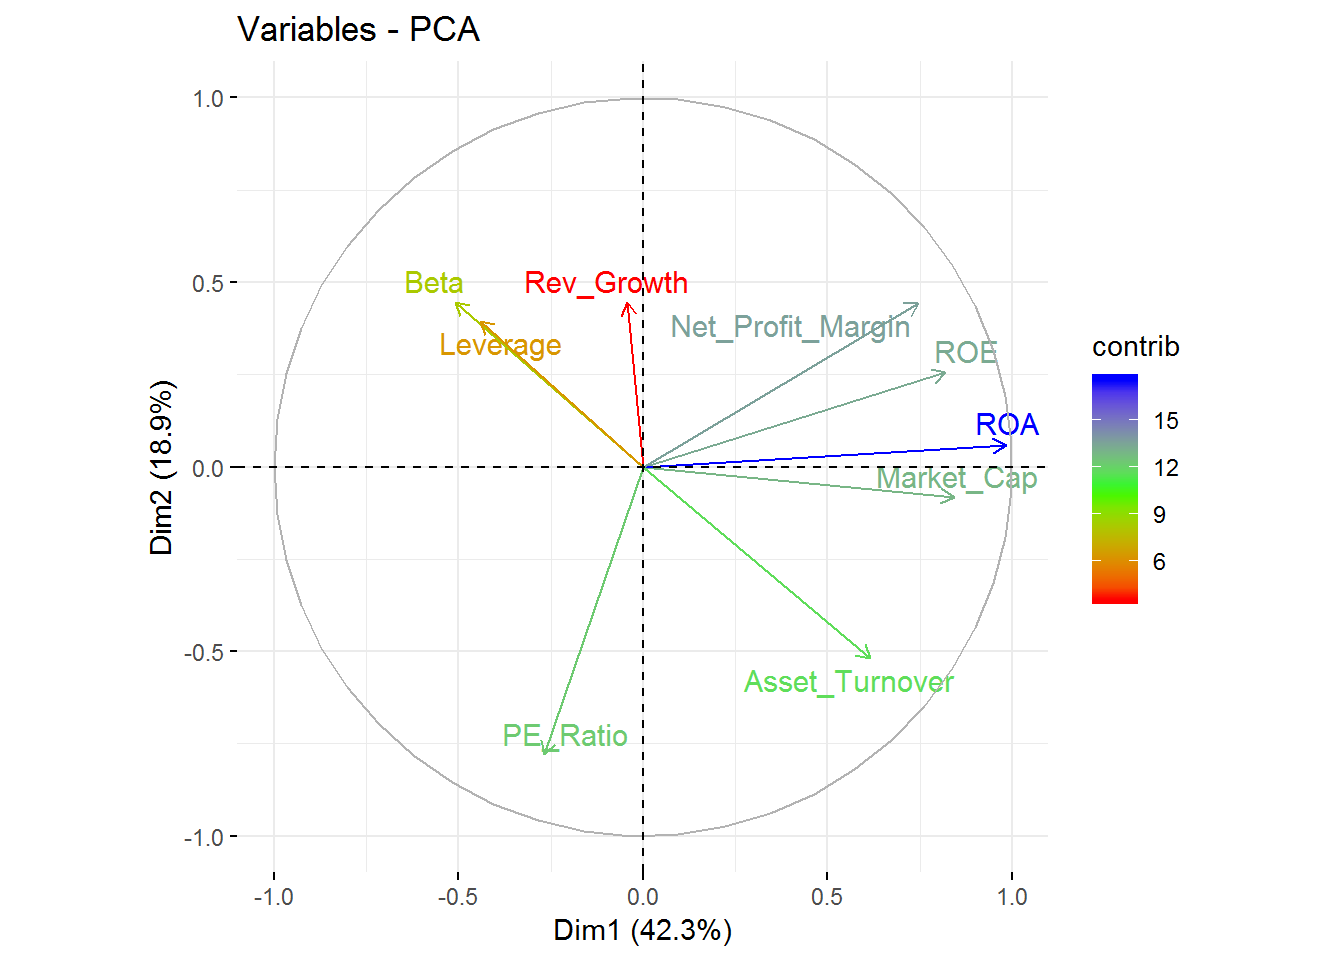 Variables - PCA
1.0
0.5
0.0
-0.5
-1.0
Dim2 (18.9%)
Beta
Rev_Growth
Net_Profit_Margin
Leverage
ROE
ROA
Market_Cap
Asset_Turnover
PE_Ratio
-1.0
-0.5
0.0
0.5
1.0
Dim1 (42.3%)
contrib
15
12
9
6